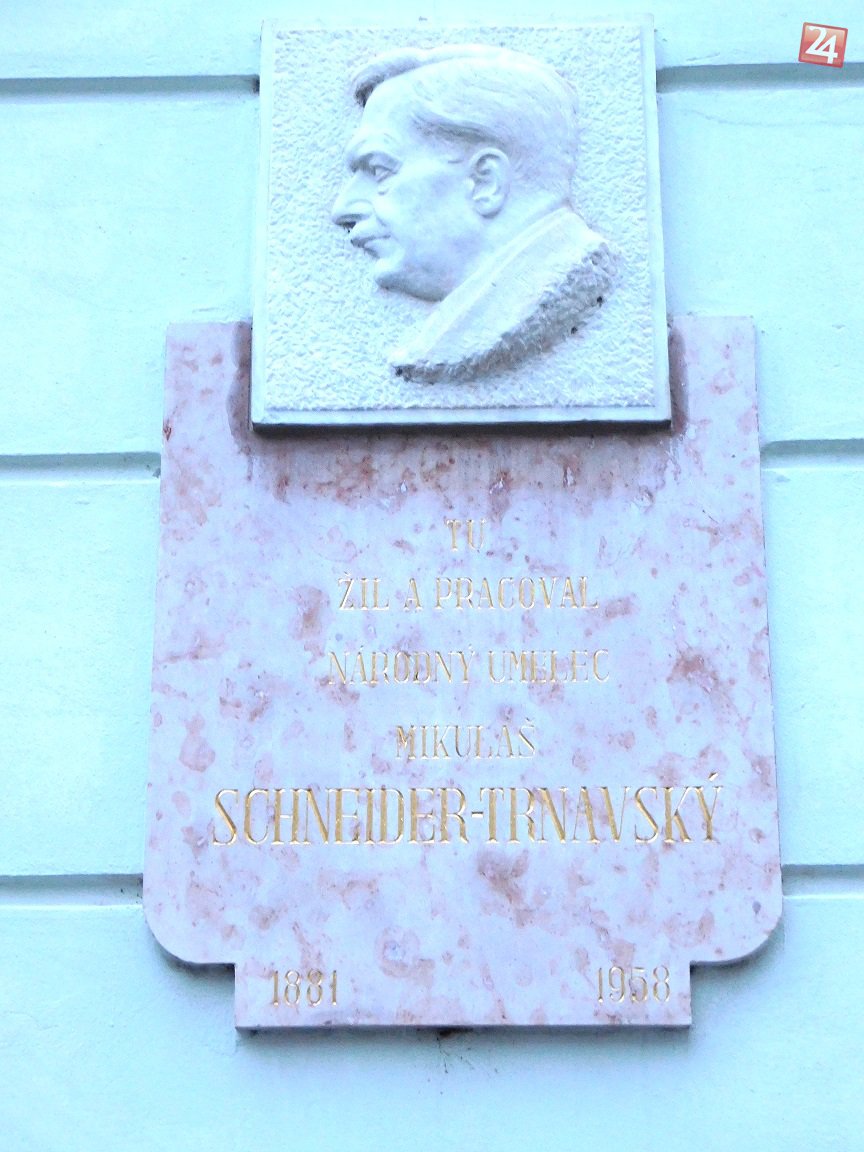 24
TU
ŽIL A PRACOVAL
NÁRODNÝ UMELEC
MIKULÁŠ
SCHNEIDER-TRNAVSKÝ
1881 1958